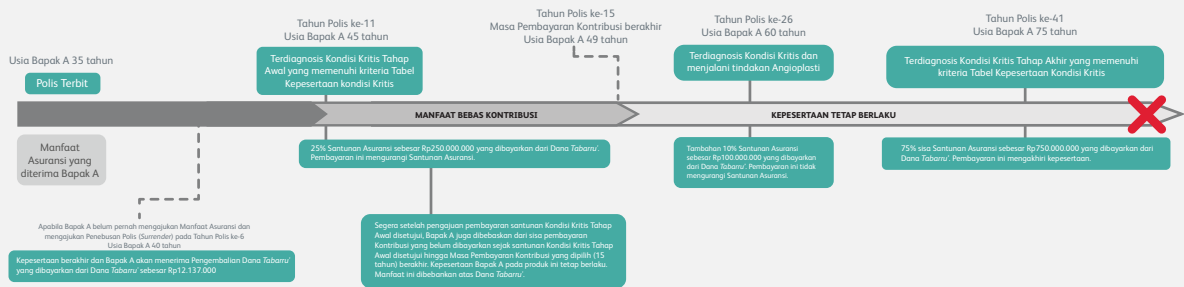 Usia Bapak A 35 tahun
Polis Terbit
Tahun Polis ke-11
Usia Bapak A 45 tahun
Terdiagnosis Kondisi Kritis Tahap
Awal yang memenuhi kriteria Tabel
Kepesertaan kondisi Kritis
Tahun Polis ke-15
Masa Pembayaran Kontribusi berakhir
Usia Bapak A 49 tahun
Tahun Polis ke-26
Usia Bapak A 60 tahun
Terdiagnosis Kondisi Kritis dan
menjalani tindakan Angioplasti
Tahun Polis ke-41
Usia Bapak A 75 tahun
Terdiagnosis Kondisi Kritis Tahap Akhir yang memenuhi
kriteria Tabel Kepesertaan kondisi Kritis
MANFAAT BEBAS KONTRIBUSI
KEPESERTAAN TETAP BERLAKU
Manfaat
Asuransi yang
diterima Bapak A
25% Santunan Asuransi sebesar Rp250.000.000 yang dibayarkan dari Dana Tabarru'.
Pembayaran ini mengurangi Santunan Asuransi.
Tambahan 10% Santunan Asuransi
sebesar Rp100.000.000 yang dibayarkan
dari Dana Tabarru'. Pembayaran ini tidak
mengurangi Santunan Asuransi.
75% sisa Santunan Asuransi sebesar Rp750.000.000 yang dibayarkan dari
Dana Tabarru'. Pembayaran ini mengakhiri kepesertaan.
Apabila Bapak A belum pernah mengajukan Manfaat Asuransi dan
mengajukan Penebusan Polis (Surrender) pada Tahun Polis ke-6
Usia Bapak A 40 tahun
Kepesertaan berakhir dan Bapak A akan menerima Pengembalian Dana Tabarru'
yang dibayarkan dari Dana Tabarru' sebesar Rp12.137.000
Segera setelah pengajuan pembayaran santunan Kondisi Kritis Tahap
Awal disetujui, Bapak A juga dibebaskan dari sisa pembayaran
Kontribusi yang belum dibayarkan sejak santunan Kondisi Kritis Tahap
Awal disetujui hingga Masa Pembayaran Kontribusi yang dipilih (15
tahun) berakhir. Kepesertaan Bapak A pada produk ini tetap berlaku.
Manfaat ini dibebankan atas Dana Tabarru'.